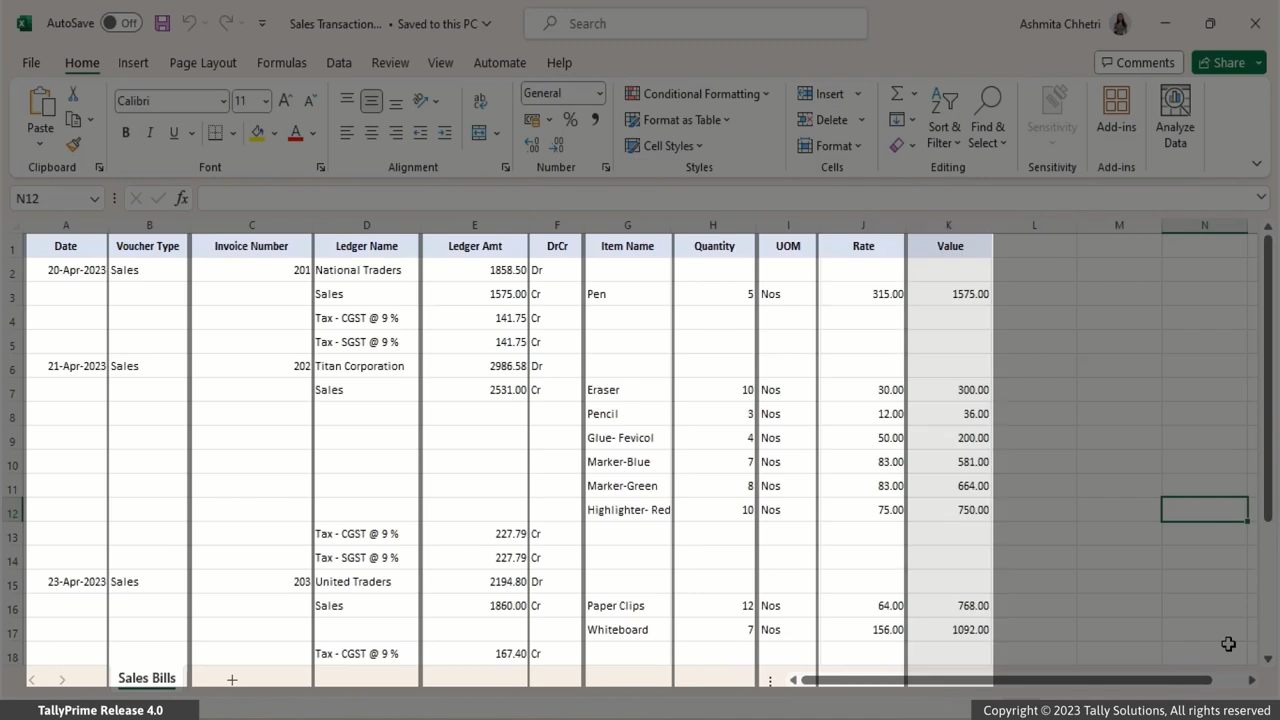 AutoSave Off Sales Transaction... • Saved to this PC Search Ashmita Chhetri
File Home Insert Page Layout Formulas Data Review View Automate Help Comments Share
Paste Calibri 11 General Conditional Formatting Format as Table Cell Styles Insert Delete Format Sort & Filter Find & Select Sensitivity Add-ins Analyze Data
Clipboard Font Alignment Number Styles Cells Editing Sensitivity Add-ins
N12 fx
A B C D E F G H I J K L M N
1 Date Voucher Type Invoice Number Ledger Name Ledger Amt DrCr Item Name Quantity UOM Rate Value
2 20-Apr-2023 Sales 201 National Traders 1858.50 Dr
3 Sales 1575.00 Cr Pen 5 Nos 315.00 1575.00
4 Tax - CGST @ 9 % 141.75 Cr
5 Tax - SGST @ 9 % 141.75 Cr
6 21-Apr-2023 Sales 202 Titan Corporation 2986.58 Dr
7 Sales 2531.00 Cr Eraser 10 Nos 30.00 300.00
8 Pencil 3 Nos 12.00 36.00
9 Glue- Fevicol 4 Nos 50.00 200.00
10 Marker-Blue 7 Nos 83.00 581.00
11 Marker-Green 8 Nos 83.00 664.00
12 Highlighter- Red 10 Nos 75.00 750.00
13 Tax - CGST @ 9 % 227.79 Cr
14 Tax - SGST @ 9 % 227.79 Cr
15 23-Apr-2023 Sales 203 United Traders 2194.80 Dr
16 Sales 1860.00 Cr Paper Clips 12 Nos 64.00 768.00
17 Whiteboard 7 Nos 156.00 1092.00
18 Tax - CGST @ 9 % 167.40 Cr
Sales Bills
TallyPrime Release 4.0 Copyright © 2023 Tally Solutions, All rights reserved